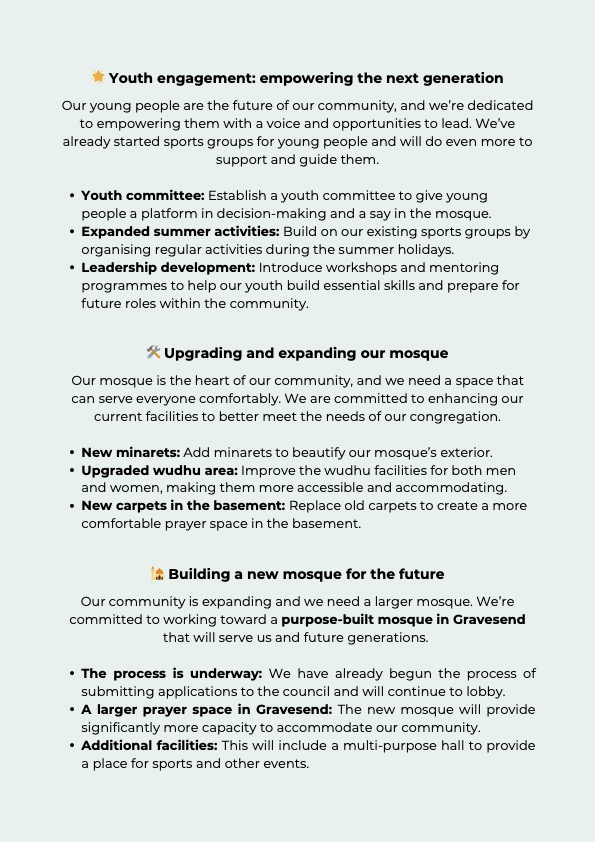 Youth engagement: empowering the next generation
Our young people are the future of our community, and we're dedicated
to empowering them with a voice and opportunities to lead. We've
already started sports groups for young people and will do even more to
support and guide them.
• Youth committee: Establish a youth committee to give young
people a platform in decision-making and a say in the mosque.
• Expanded summer activities: Build on our existing sports groups by
organising regular activities during the summer holidays.
• Leadership development: Introduce workshops and mentoring
programmes to help our youth build essential skills and prepare for
future roles within the community.
Upgrading and expanding our mosque
Our mosque is the heart of our community, and we need a space that
can serve everyone comfortably. We are committed to enhancing our
current facilities to better meet the needs of our congregation.
• New minarets: Add minarets to beautify our mosque's exterior.
• Upgraded wudhu area: Improve the wudhu facilities for both men
and women, making them more accessible and accommodating.
• New carpets in the basement: Replace old carpets to create a more
comfortable prayer space in the basement.
Building a new mosque for the future
Our community is expanding and we need a larger mosque. We're
committed to working toward a purpose-built mosque in Gravesend
that will serve us and future generations.
• The process is underway: We have already begun the process of
submitting applications to the council and will continue to lobby.
• A larger prayer space in Gravesend: The new mosque will provide
significantly more capacity to accommodate our community.
• Additional facilities: This will include a multi-purpose hall to provide
a place for sports and other events.